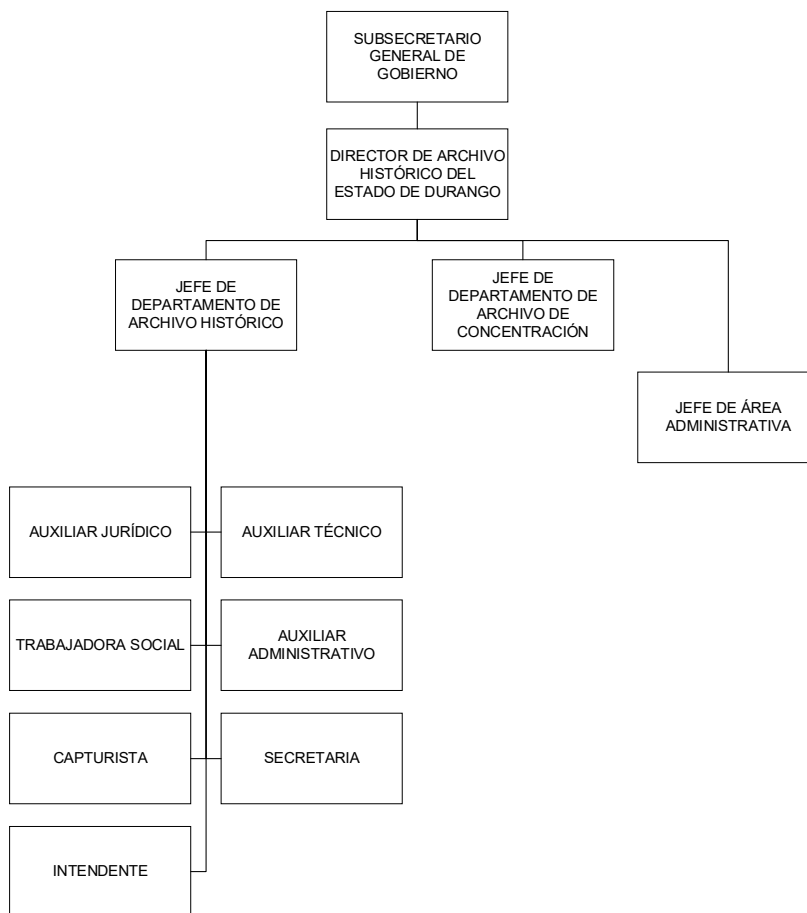 SUBSECRETARIO
GENERAL DE
GOBIERNO
DIRECTOR DE ARCHIVO
HISTÓRICO DEL
ESTADO DE DURANGO
JEFE DE
DEPARTAMENTO DE
ARCHIVO HISTÓRICO
JEFE DE
DEPARTAMENTO DE
ARCHIVO DE
CONCENTRACIÓN
JEFE DE ÁREA
ADMINISTRATIVA
AUXILIAR JURÍDICO
AUXILIAR TÉCNICO
TRABAJADORA SOCIAL
AUXILIAR
ADMINISTRATIVO
CAPTURISTA
SECRETARIA
INTENDENTE